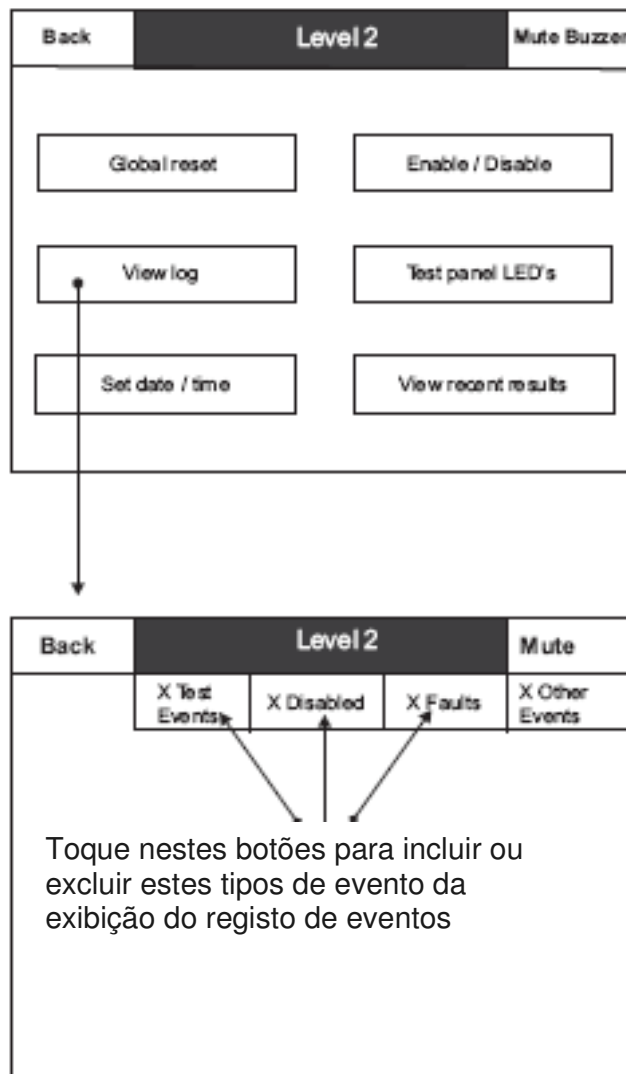 Back Level 2 Mute Buzzer
Global reset Enable / Disable
View log Test panel LED's
Set date / time View recent results
Back Level 2 Mute
X Test Events X Disabled X Faults X Other Events
Toque nestes botões para incluir ou
excluir estes tipos de evento da
exibição do registo de eventos